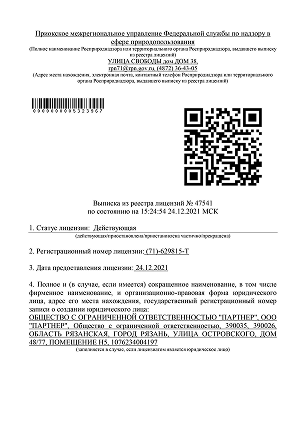 Приокское межрегиональное управление Федеральной службы по надзору в
сфере природопользования
(Полное наименование Росприроднадзора или территориального органа Росприроднадзора, выдавшего выписку
из реестра лицензий)
УЛИЦА СВОБОДЫ дом ДОМ 38,
rpn71@rpn.gov.ru, (4872) 36-43-05
(Адрес места нахождения, электронная почта, контактный телефон Росприроднадзора или территориального
органа Росприроднадзора, выдавшего выписку из реестра лицензий)
Выписка из реестра лицензий № 47541
по состоянию на 15:24:54 24.12.2021 МСК
1. Статус лицензии: Действующая
(действующая/приостановлена/приостановлена частично/прекращена)
2. Регистрационный номер лицензии: (71)-629815-Т
3. Дата предоставления лицензии: 24.12.2021
4. Полное и (в случае, если имеется) сокращенное наименование, в том числе
фирменное наименование, и организационно-правовая форма юридического
лица, адрес его места нахождения, государственный регистрационный номер
записи о создании юридического лица:
ОБЩЕСТВО С ОГРАНИЧЕННОЙ ОТВЕТСТВЕННОСТЬЮ "ПАРТНЕР", ООО
"ПАРТНЕР", Общество с ограниченной ответственностью, 390035, 390026,
ОБЛАСТЬ РЯЗАНСКАЯ, ГОРОД РЯЗАНЬ, УЛИЦА ОСТРОВСКОГО, ДОМ
48/77, ПОМЕЩЕНИЕ Н5, 1076234004197
(заполняется в случае, если лицензиатом является юридическое лицо)